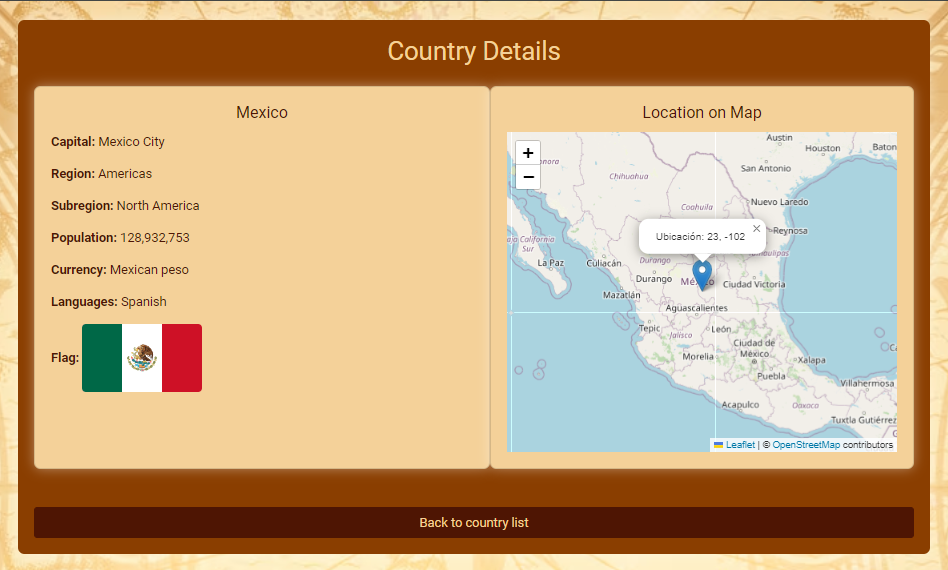 Country Details
Mexico
Capital: Mexico City
Region: Americas
Subregion: North America
Population: 128,932,753
Currency: Mexican peso
Languages: Spanish
Flag:
Location on Map
+
−
Austin
Houston
Baton
onora
Chihuahua
San Antonio
Coahuila
Nuevo Laredo
×
Ubicación: 23, -102
Reynosa
aja California
Sur
La Paz
Culiacán
Durango
Tamaulipas
Durango
Ciudad Victoria
Mazatlán
Aguascalientes
Tepic
León
Jalisco
Ciudad de
México
Xalapa
Morelia
Puebla
Villahermosa
Acapulco
Oaxaca
Tuxtla Gutiérrez
Leaflet | © OpenStreetMap contributors
Back to country list